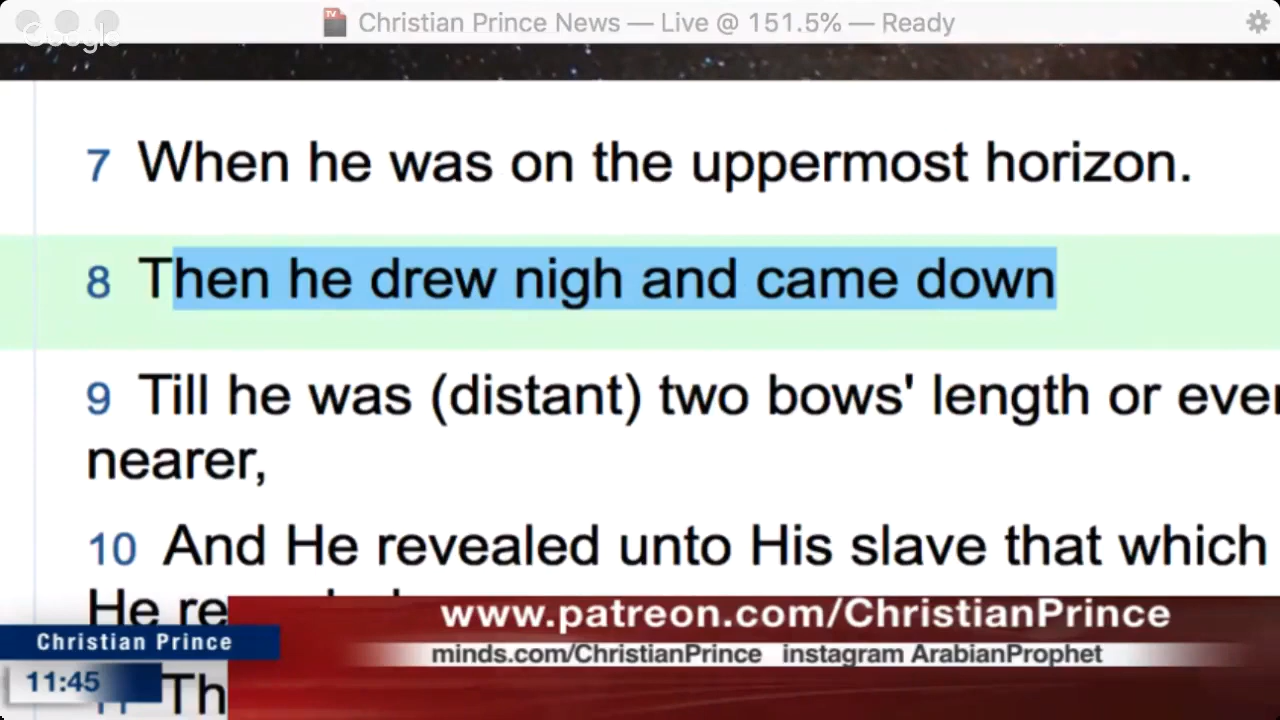 Christian Prince News — Live @ 151.5% — Ready
Google
7 When he was on the uppermost horizon.
8 Then he drew nigh and came down
9 Till he was (distant) two bows' length or
nearer,
10 And He revealed unto His slave that which
He
www.patreon.com/ChristianPrince
Christian Prince
minds.com/ChristianPrince instagram ArabianProphet
11:45